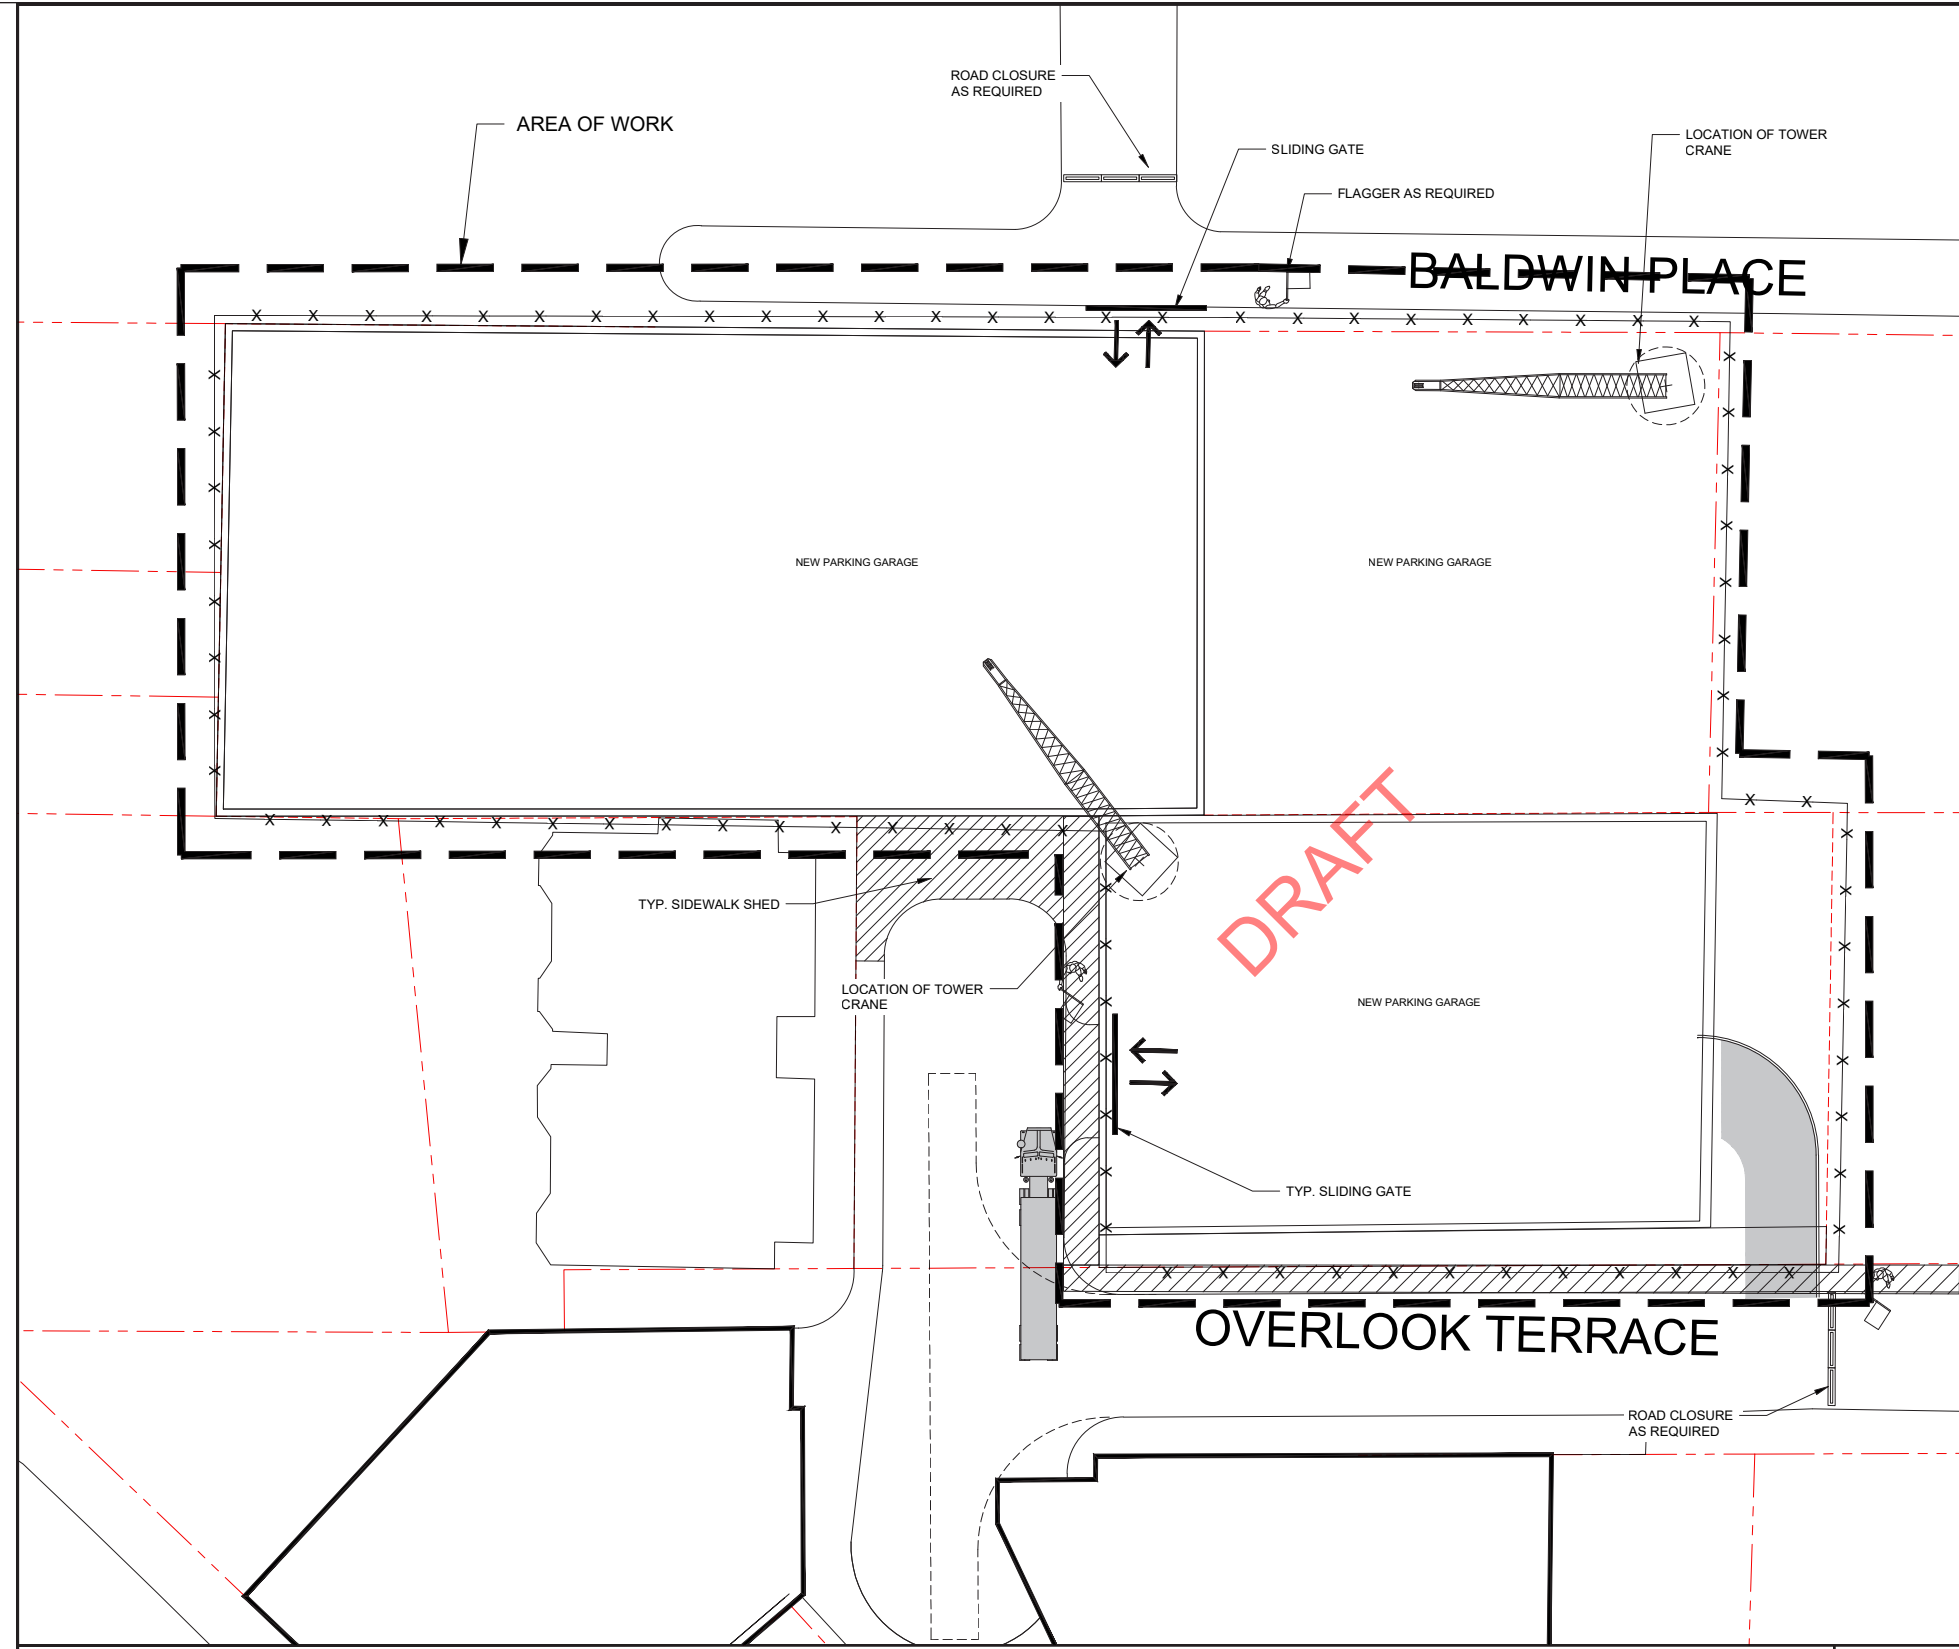 ROAD CLOSURE
AS REQUIRED
AREA OF WORK
LOCATION OF TOWER
CRANE
SLIDING GATE
FLAGGER AS REQUIRED
BALDWIN PLACE
NEW PARKING GARAGE
NEW PARKING GARAGE
DRAFT
TYP. SIDEWALK SHED
LOCATION OF TOWER
CRANE
NEW PARKING GARAGE
TYP. SLIDING GATE
OVERLOOK TERRACE
ROAD CLOSURE
AS REQUIRED